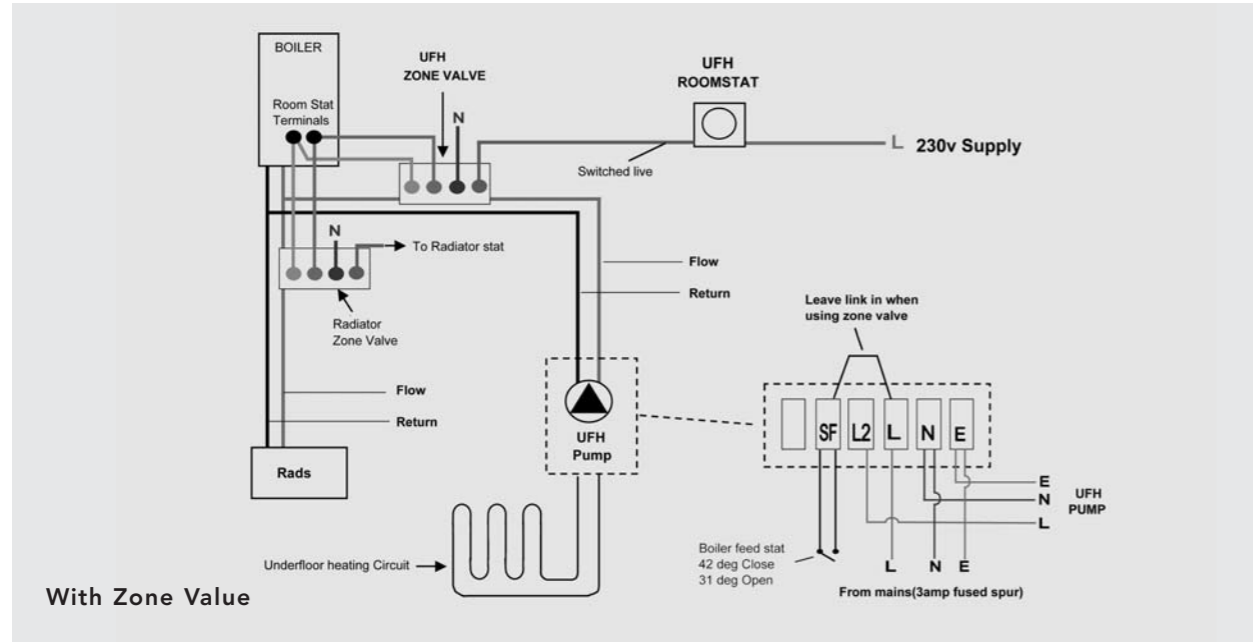 BOILER
Room Stat
Terminals
UFH
ZONE VALVE
N
UFH
ROOMSTAT
L 230v Supply
Switched live
N
To Radiator stat
Radiator
Zone Valve
Flow
Return
Flow
Return
Rads
UFH
Pump
Underfloor heating Circuit
Leave link in when
using zone valve
SF L2 L N E
E
N
L
UFH
PUMP
Boiler feed stat
42 deg Close
31 deg Open
L N E
From mains(3amp fused spur)
With Zone Value